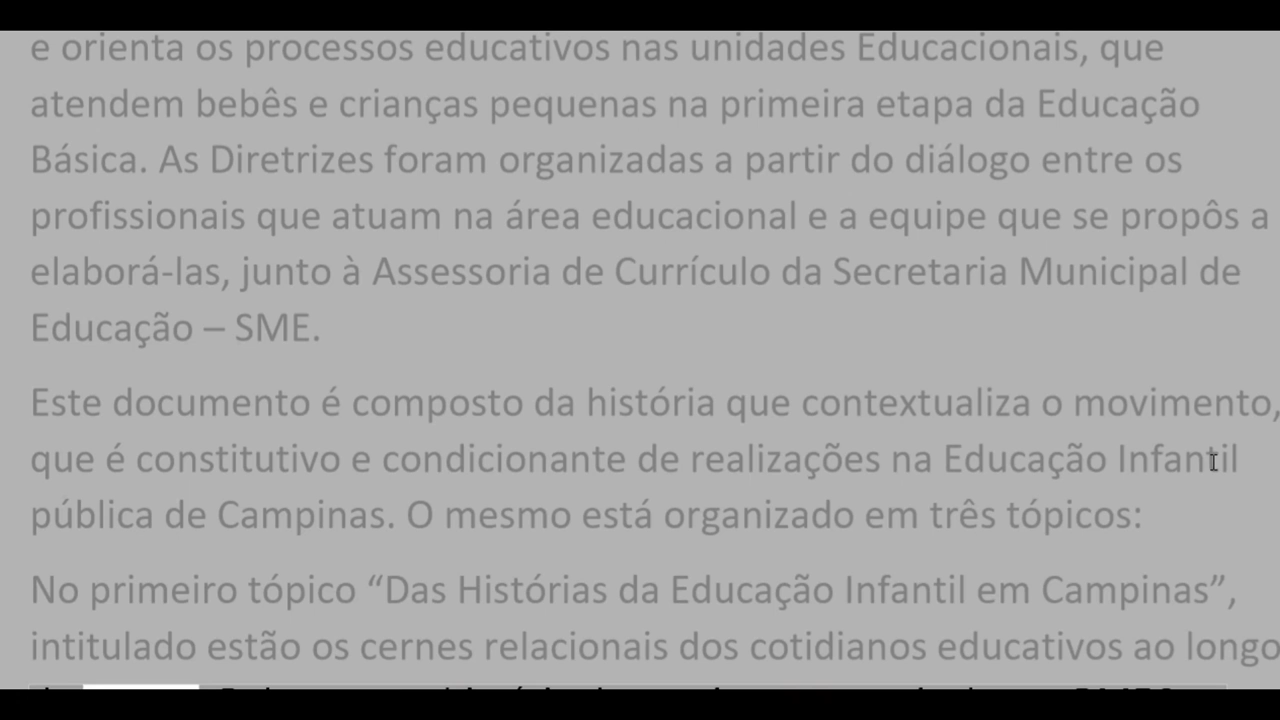 e orienta os processos educativos nas unidades Educacionais, que
atendem bebês e crianças pequenas na primeira etapa da Educação
Básica. As Diretrizes foram organizadas a partir do diálogo entre os
profissionais que atuam na área educacional e a equipe que se propôs a
elaborá-las, junto à Assessoria de Currículo da Secretaria Municipal de
Educação – SME.
Este documento é composto da história que contextualiza o movimento,
que é constitutivo e condicionante de realizações na Educação Infantil
pública de Campinas. O mesmo está organizado em três tópicos:
No primeiro tópico “Das Histórias da Educação Infantil em Campinas”,
intitulado estão os cernes relacionais dos cotidianos educativos ao longo